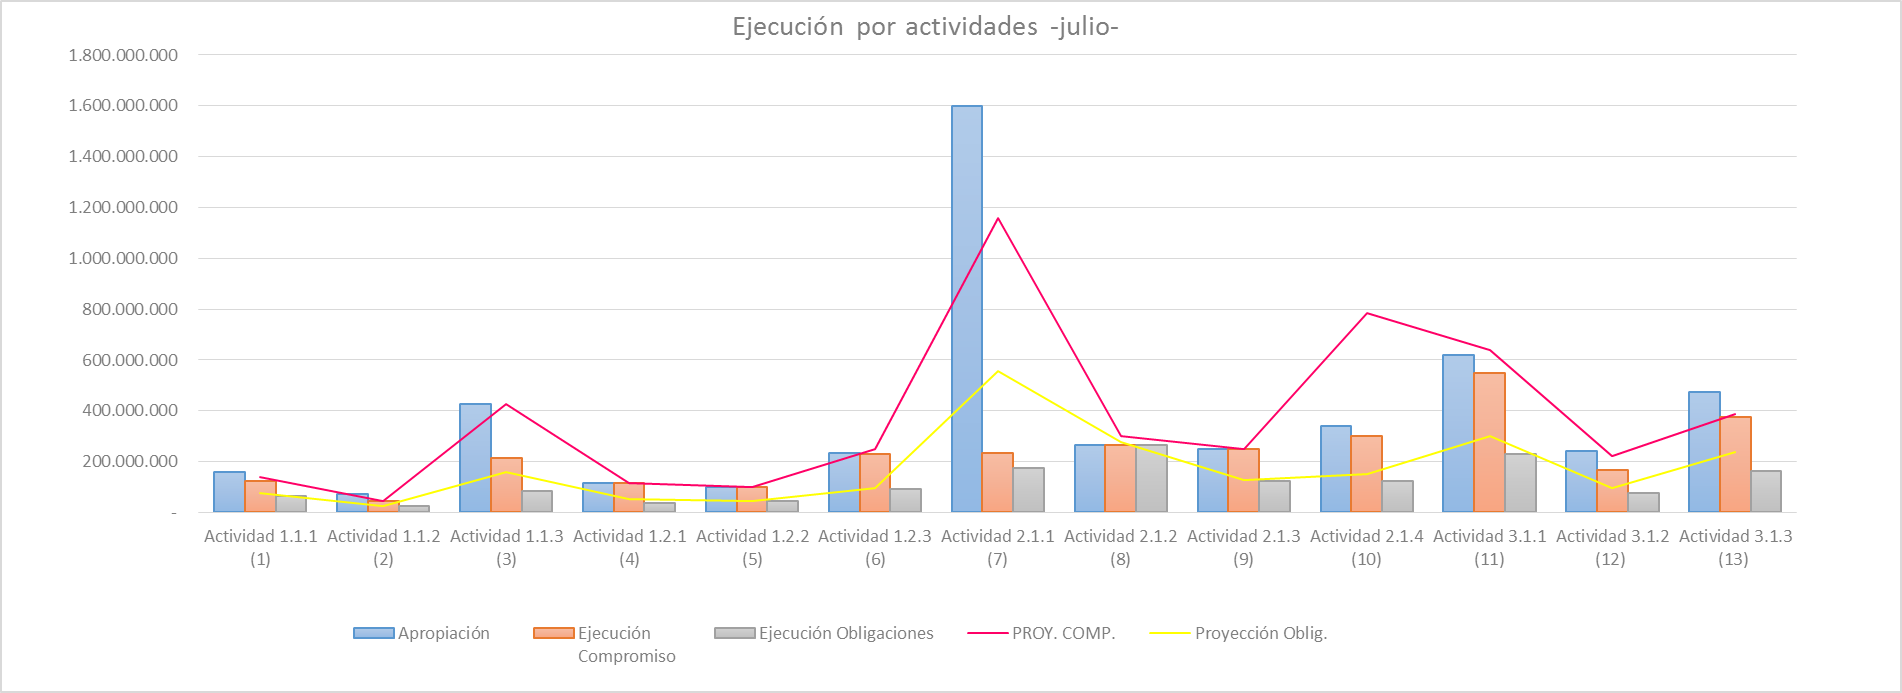 Ejecución por actividades -julio-
1.800.000.000
1.600.000.000
1.400.000.000
1.200.000.000
1.000.000.000
800.000.000
600.000.000
400.000.000
200.000.000
-
Actividad 1.1.1 Actividad 1.1.2 Actividad 1.1.3 Actividad 1.2.1 Actividad 1.2.2 Actividad 1.2.3 Actividad 2.1.1 Actividad 2.1.2 Actividad 2.1.3 Actividad 2.1.4 Actividad 3.1.1 Actividad 3.1.2 Actividad 3.1.3
(1) (2) (3) (4) (5) (6) (7) (8) (9) (10) (11) (12) (13)
Apropiación Ejecución Ejecución Obligaciones PROY. COMP. Proyección Oblig.
Compromiso